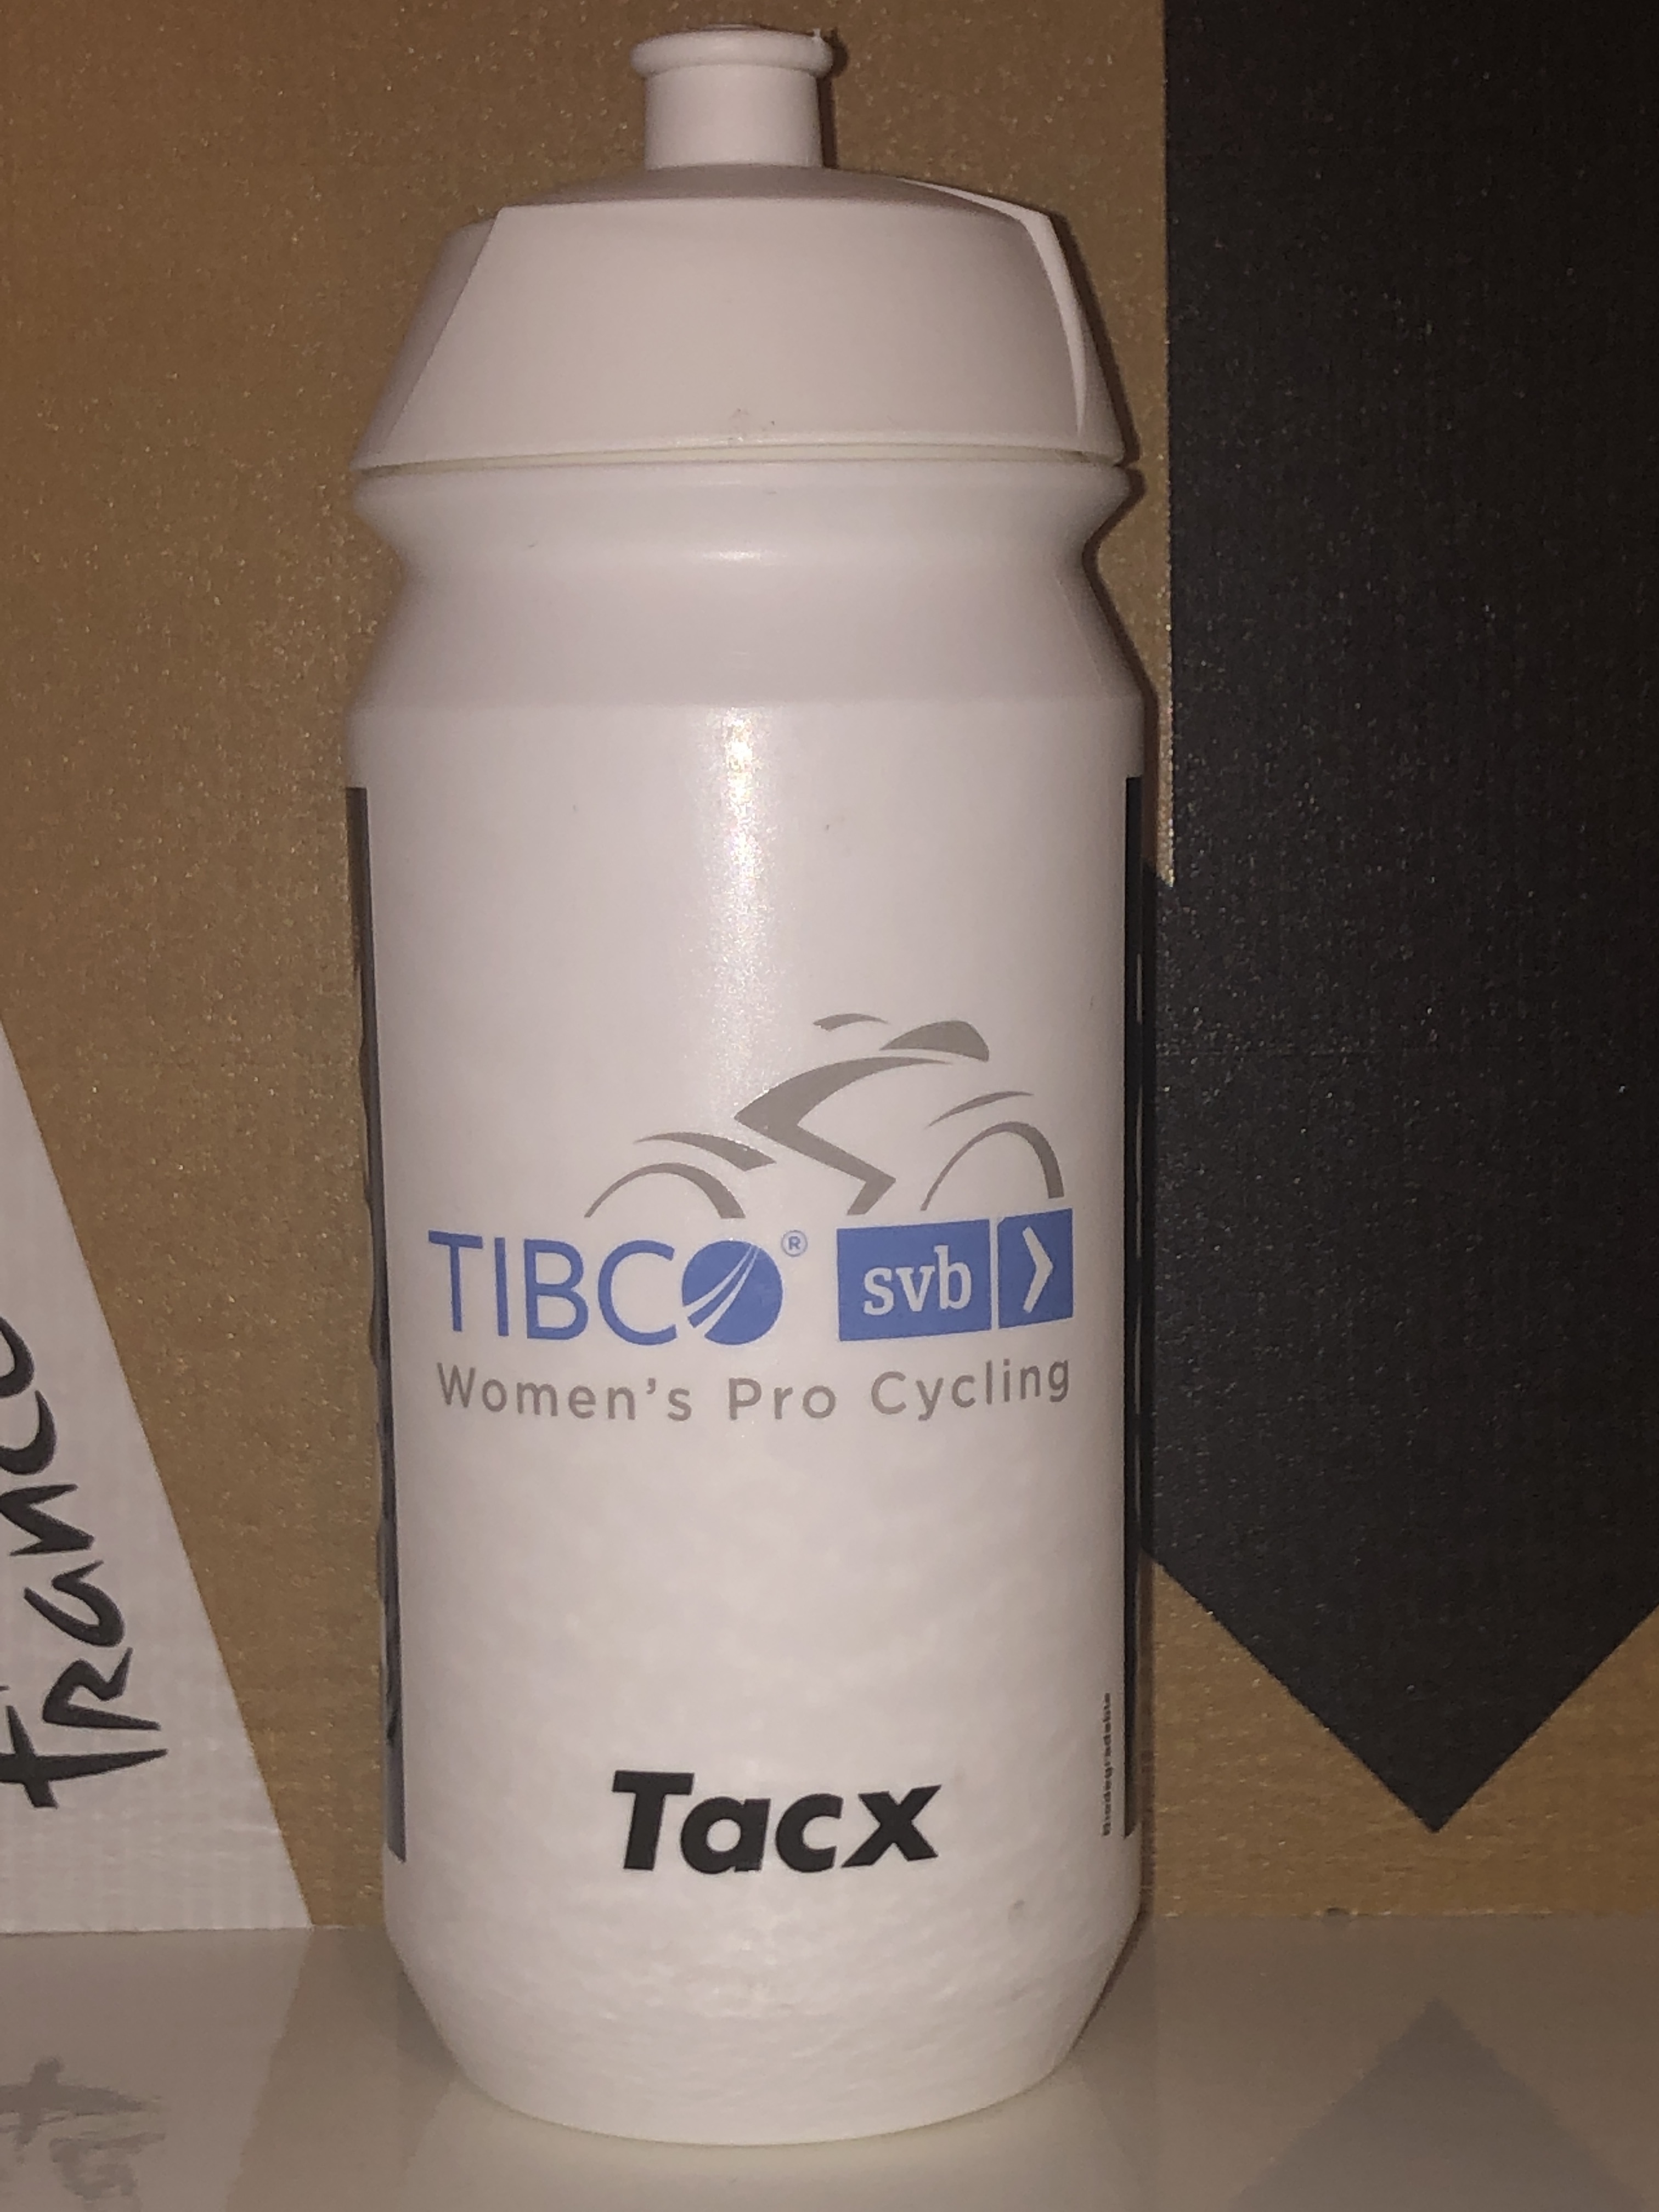 TIBCO® svb >
Women's Pro Cycling
Tacx
Biodegradable